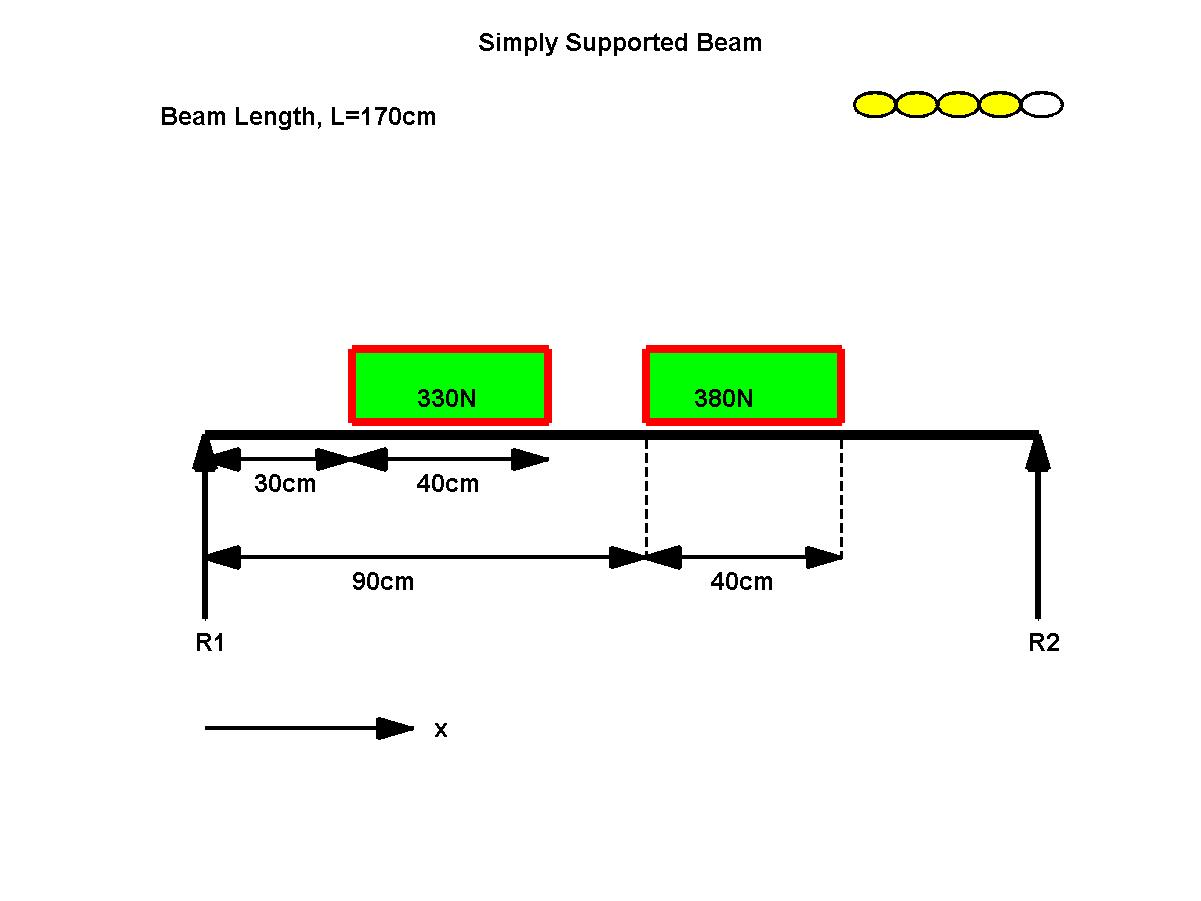 Simply Supported Beam
Beam Length, L=170cm
330N
380N
30cm
40cm
90cm
40cm
R1
R2
x